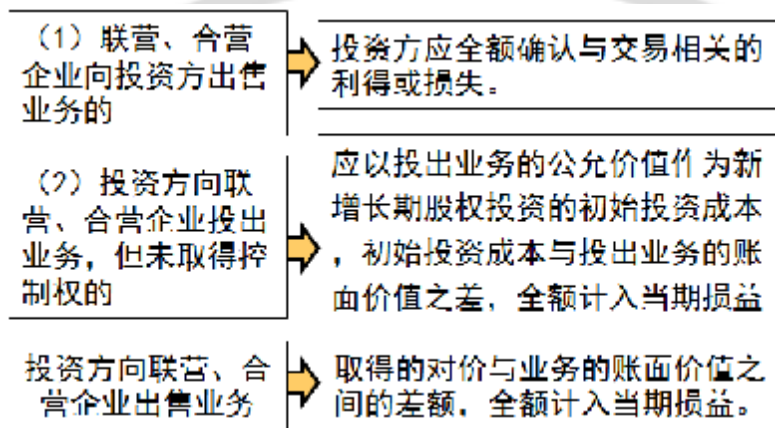 （1）联营、合营
企业向投资方出售
业务的
投资方应全额确认与交易相关的
利得或损失。
（2）投资方向联
营、合营企业投出
业务，但未取得控
制权的
应以投出业务的公允价值作为新
增长期股权投资的初始投资成本
，初始投资成本与投出业务的账
面价值之差，全额计入当期损益
投资方向联营、合
营企业出售业务
取得的对价与业务的账面价值之
间的差额，全额计入当期损益。